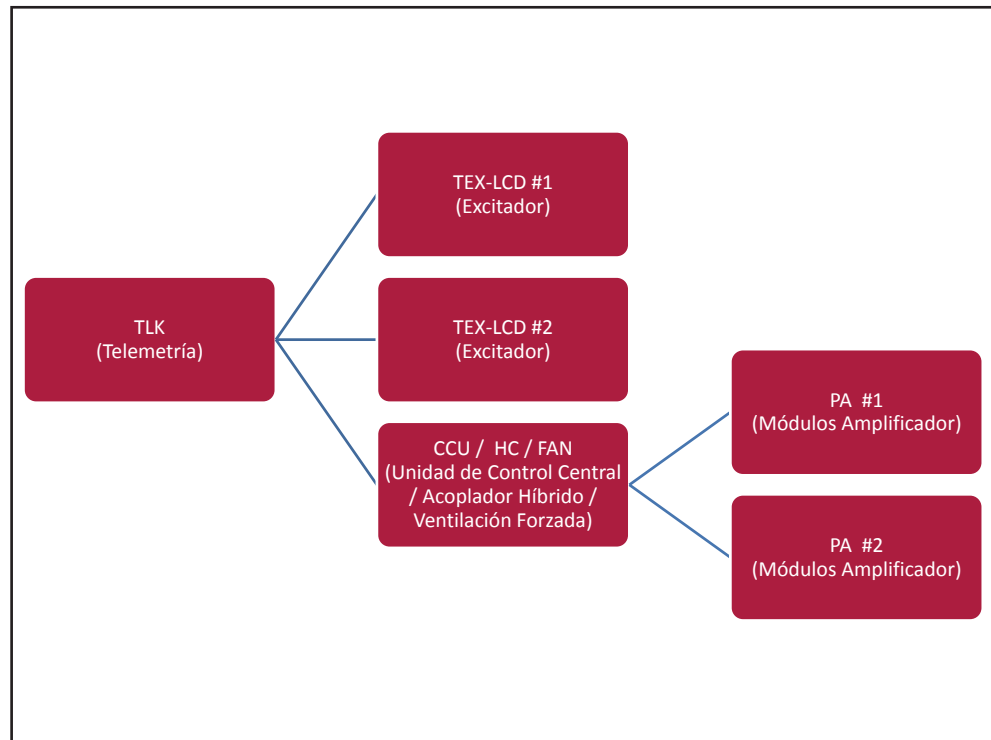 TEX-LCD #1
(Excitador)
TLK
(Telemetría)
TEX-LCD #2
(Excitador)
CCU / HC / FAN
(Unidad de Control Central
/ Acoplador Híbrido /
Ventilación Forzada)
PA #1
(Módulos Amplificador)
PA #2
(Módulos Amplificador)